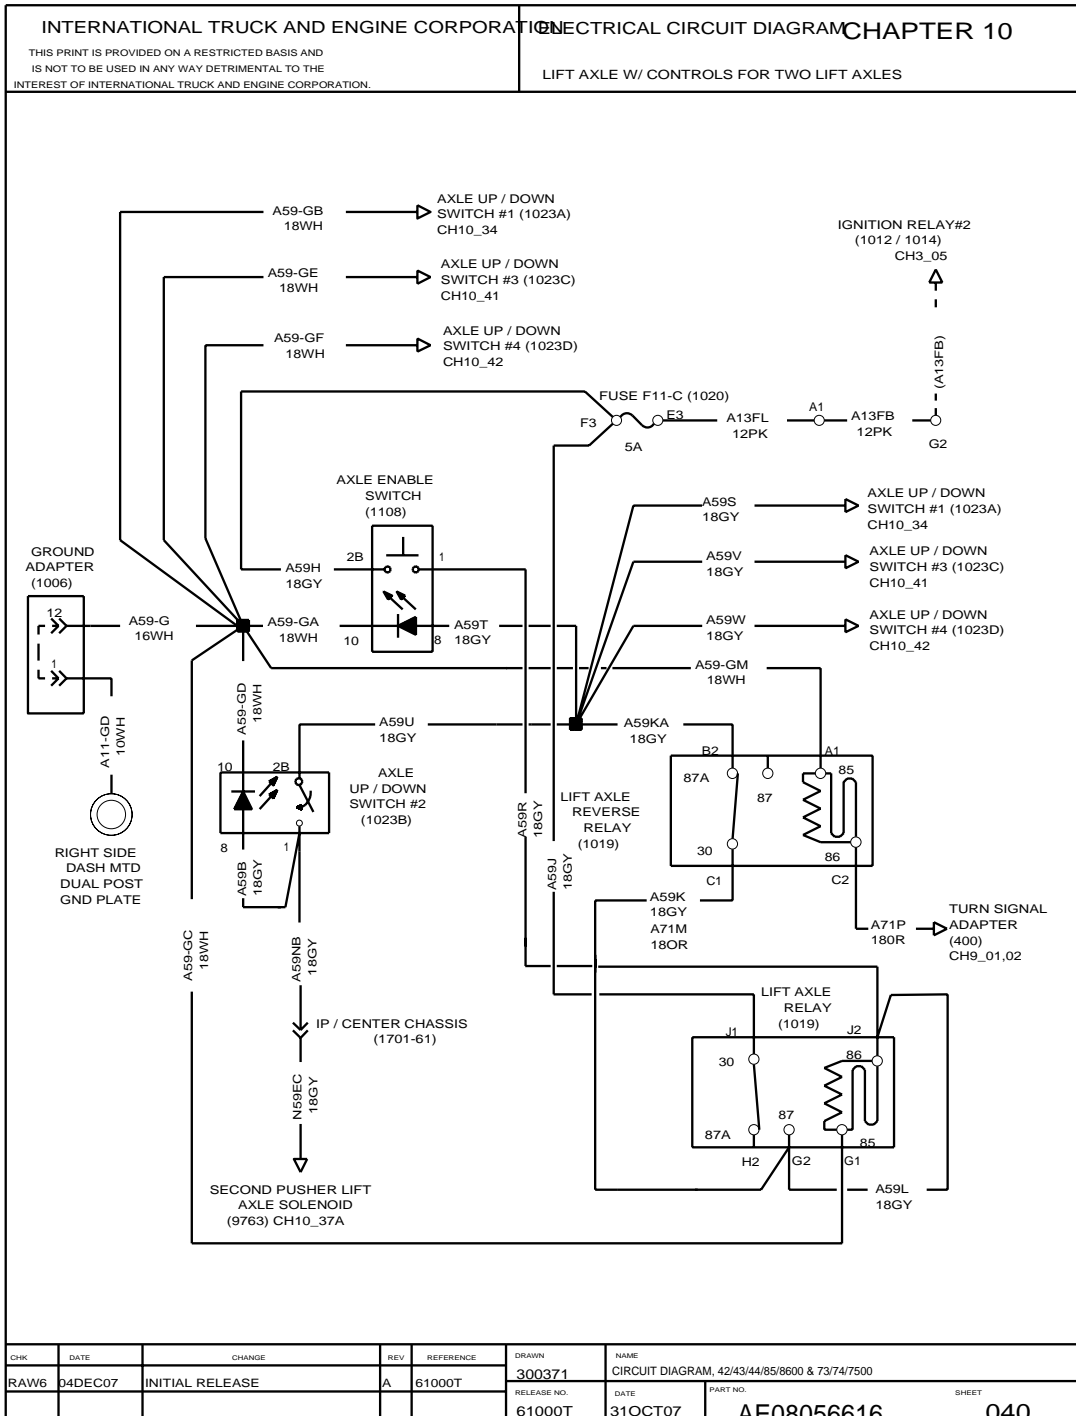 INTERNATIONAL TRUCK AND ENGINE CORPORATION
THIS PRINT IS PROVIDED ON A RESTRICTED BASIS AND
IS NOT TO BE USED IN ANY WAY DETRIMENTAL TO THE
INTEREST OF INTERNATIONAL TRUCK AND ENGINE CORPORATION.
ELECTRICAL CIRCUIT DIAGRAM
CHAPTER 10
LIFT AXLE W/ CONTROLS FOR TWO LIFT AXLES
A59-GB
18WH
AXLE UP / DOWN
SWITCH #1 (1023A)
CH10_34
IGNITION RELAY#2
(1012 / 1014)
CH3_05
A59-GE
18WH
AXLE UP / DOWN
SWITCH #3 (1023C)
CH10_41
A59-GF
18WH
AXLE UP / DOWN
SWITCH #4 (1023D)
CH10_42
(A13FB)
FUSE F11-C (1020)
F3
E3
5A
A13FL
12PK
A1
A13FB
12PK
G2
AXLE ENABLE
SWITCH
(1108)
A59S
18GY
AXLE UP / DOWN
SWITCH #1 (1023A)
CH10_34
GROUND
ADAPTER
(1006)
A59H
18GY
2B
1
A59V
18GY
AXLE UP / DOWN
SWITCH #3 (1023C)
CH10_41
12
A59-G
16WH
A59-GA
18WH
10
8
A59T
18GY
A59W
18GY
AXLE UP / DOWN
SWITCH #4 (1023D)
CH10_42
1
A59-GM
18WH
A11-GD
10WH
A59-GD
18WH
A59U
18GY
A59KA
18GY
10
2B
AXLE
UP / DOWN
SWITCH #2
(1023B)
B2
A1
87A
87
85
LIFT AXLE
REVERSE
RELAY
(1019)
A59R
18GY
RIGHT SIDE
DASH MTD
DUAL POST
GND PLATE
8
1
A59B
18GY
A59J
18GY
30
86
C1
C2
A59K
18GY
A71M
18OR
A71P
180R
TURN SIGNAL
ADAPTER
(400)
CH9_01,02
A59-GC
18WH
A59NB
18GY
IP / CENTER CHASSIS
(1701-61)
LIFT AXLE
RELAY
(1019)
J1
J2
30
86
N59EC
18GY
87A
87
85
H2
G2
G1
A59L
18GY
SECOND PUSHER LIFT
AXLE SOLENOID
(9763) CH10_37A
CHK
DATE
CHANGE
REV
REFERENCE
DRAWN
NAME
RAW6
04DEC07
INITIAL RELEASE
A
61000T
300371
CIRCUIT DIAGRAM, 42/43/44/85/8600 & 73/74/7500
RELEASE NO.
DATE
PART NO.
SHEET
61000T
31OCT07
AE08056616
040